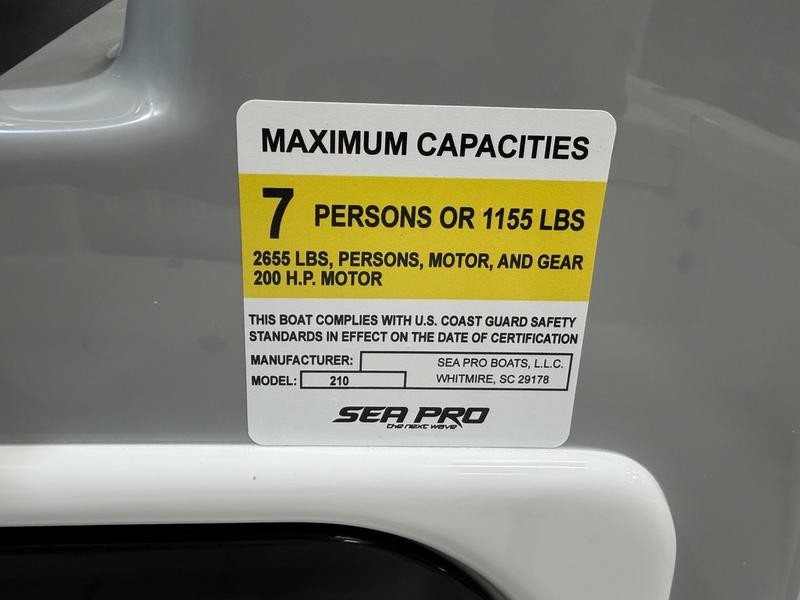 MAXIMUM CAPACITIES
7 PERSONS OR 1155 LBS
2655 LBS, PERSONS, MOTOR, AND GEAR
200 H.P. MOTOR
THIS BOAT COMPLIES WITH U.S. COAST GUARD SAFETY
STANDARDS IN EFFECT ON THE DATE OF CERTIFICATION
MANUFACTURER: SEA PRO BOATS, L.L.C.
MODEL: 210 WHITMIRE, SC 29178
SEA PRO
the next wave